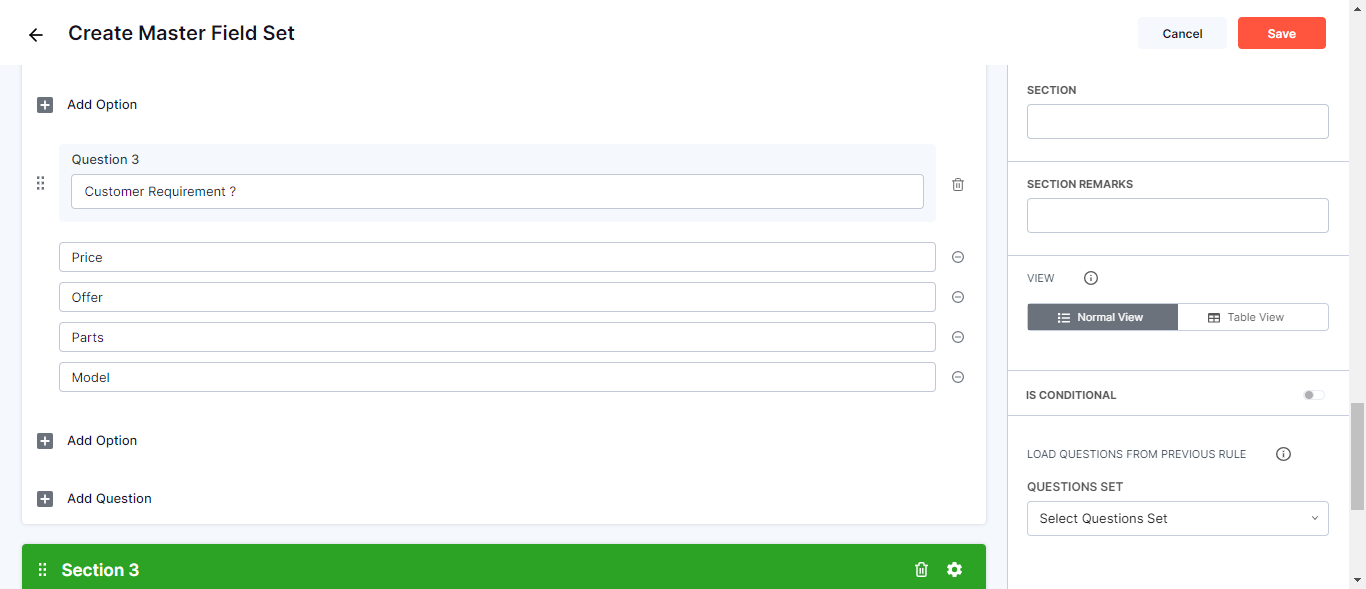 Create Master Field Set
Cancel
Save
Add Option
Question 3
Customer Requirement ?
Price
Offer
Parts
Model
Add Option
Add Question
Section 3
SECTION
SECTION REMARKS
VIEW
Normal View
Table View
IS CONDITIONAL
LOAD QUESTIONS FROM PREVIOUS RULE
QUESTIONS SET
Select Questions Set